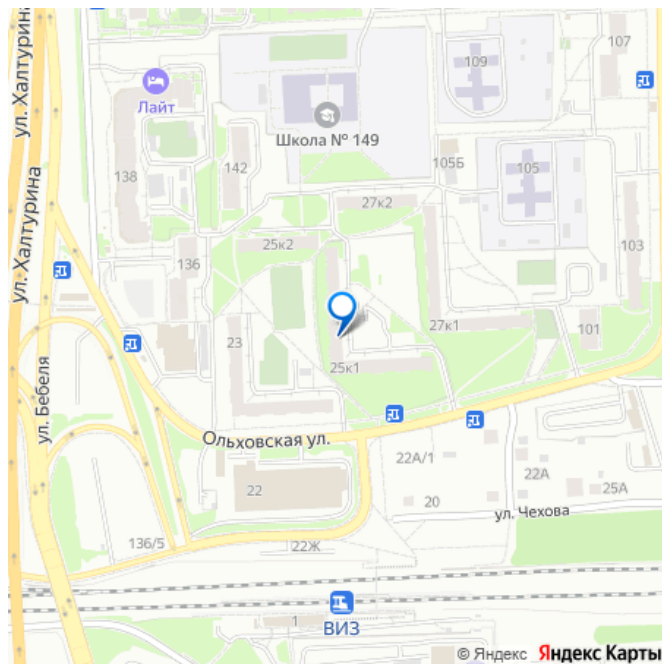 ул. Халтурина
107
109
Лайт
Школа № 149
142
138
105Б
105
ул. Халтурина
27к2
25к2
103
136
27к1
101
23
25к1
ул. Бебеля
Ольховская ул.
22А/1
22А
25А
22
20
ул. Чехова
136/5
22Ж
1
ВИЗ
© Яндекс Яндекс Карты